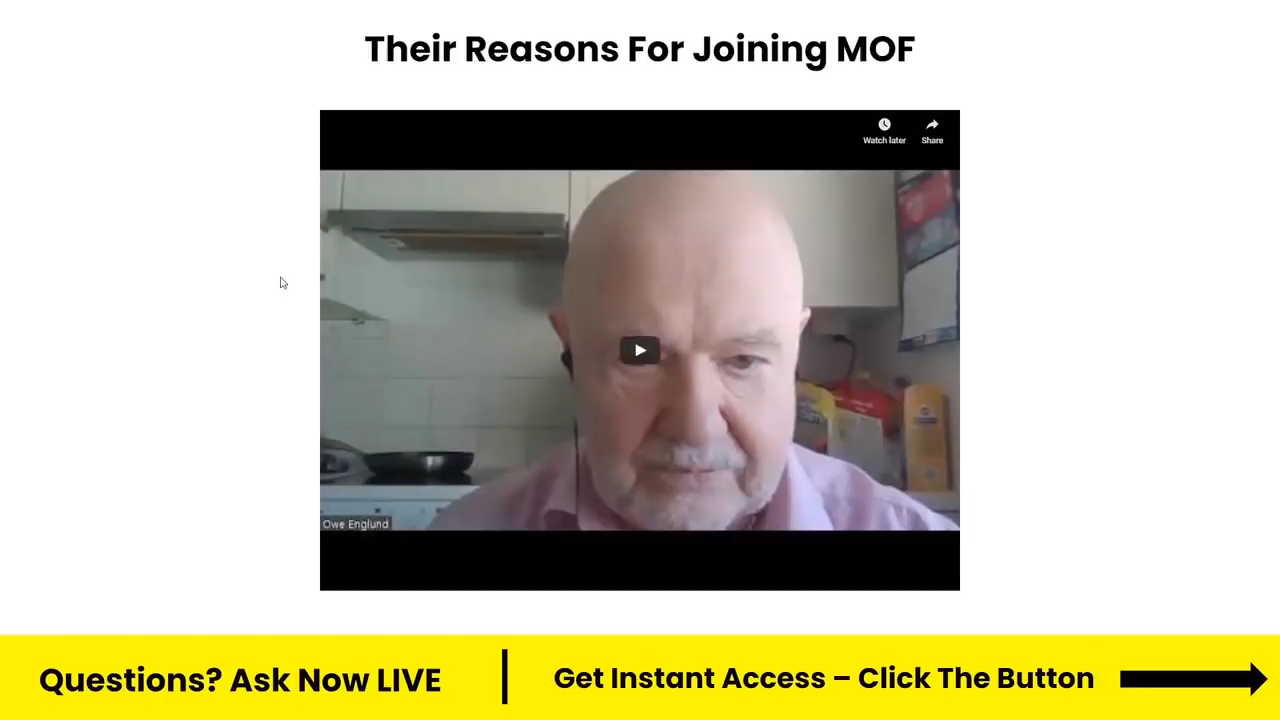 Their Reasons For Joining MOF
Watch later
Share
Owe Englund
Questions? Ask Now LIVE
Get Instant Access – Click The Button